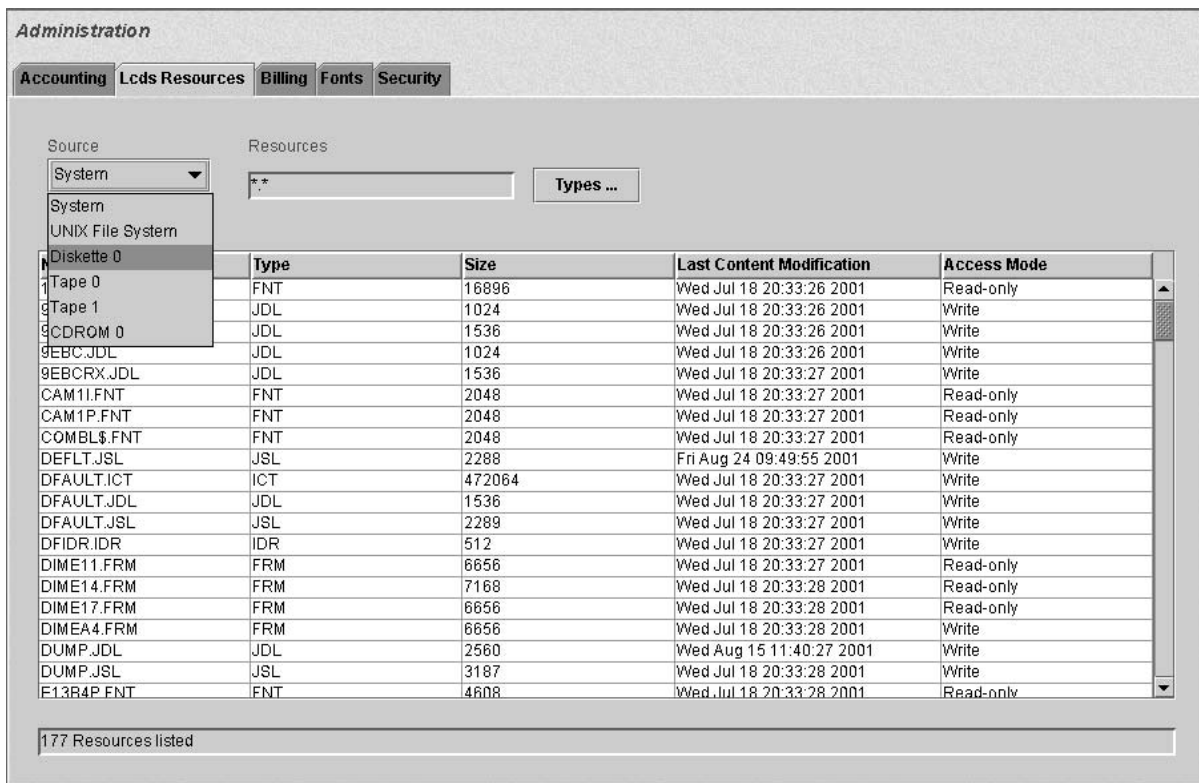 Administration
Accounting Lcds Resources Billing Fonts Security
Source Resources
System *.* Types ...
System
UNIX File System
Diskette 0
Tape 0
Tape 1
CDROM 0
Type Size Last Content Modification Access Mode
FNT 16896 Wed Jul 18 20:33:26 2001 Read-only
JDL 1024 Wed Jul 18 20:33:26 2001 Write
JDL 1536 Wed Jul 18 20:33:26 2001 Write
9EBC.JDL JDL 1024 Wed Jul 18 20:33:26 2001 Write
9EBCRX.JDL JDL 1536 Wed Jul 18 20:33:27 2001 Write
CAM1I.FNT FNT 2048 Wed Jul 18 20:33:27 2001 Read-only
CAM1P.FNT FNT 2048 Wed Jul 18 20:33:27 2001 Read-only
COMBL$.FNT FNT 2048 Wed Jul 18 20:33:27 2001 Read-only
DEFLT.JSL JSL 2288 Fri Aug 24 09:49:55 2001 Write
DFAULT.ICT ICT 472064 Wed Jul 18 20:33:27 2001 Write
DFAULT.JDL JDL 1536 Wed Jul 18 20:33:27 2001 Write
DFAULT.JSL JSL 2289 Wed Jul 18 20:33:27 2001 Write
DFIDR.IDR IDR 512 Wed Jul 18 20:33:27 2001 Write
DIME11.FRM FRM 6656 Wed Jul 18 20:33:27 2001 Read-only
DIME14.FRM FRM 7168 Wed Jul 18 20:33:28 2001 Read-only
DIME17.FRM FRM 6656 Wed Jul 18 20:33:28 2001 Read-only
DIMEA4.FRM FRM 6656 Wed Jul 18 20:33:28 2001 Write
DUMP.JDL JDL 2560 Wed Aug 15 11:40:27 2001 Write
DUMP.JSL JSL 3187 Wed Jul 18 20:33:28 2001 Write
E13B4P.FNT FNT 4608 Wed Jul 18 20:33:28 2001 Read-only
177 Resources listed